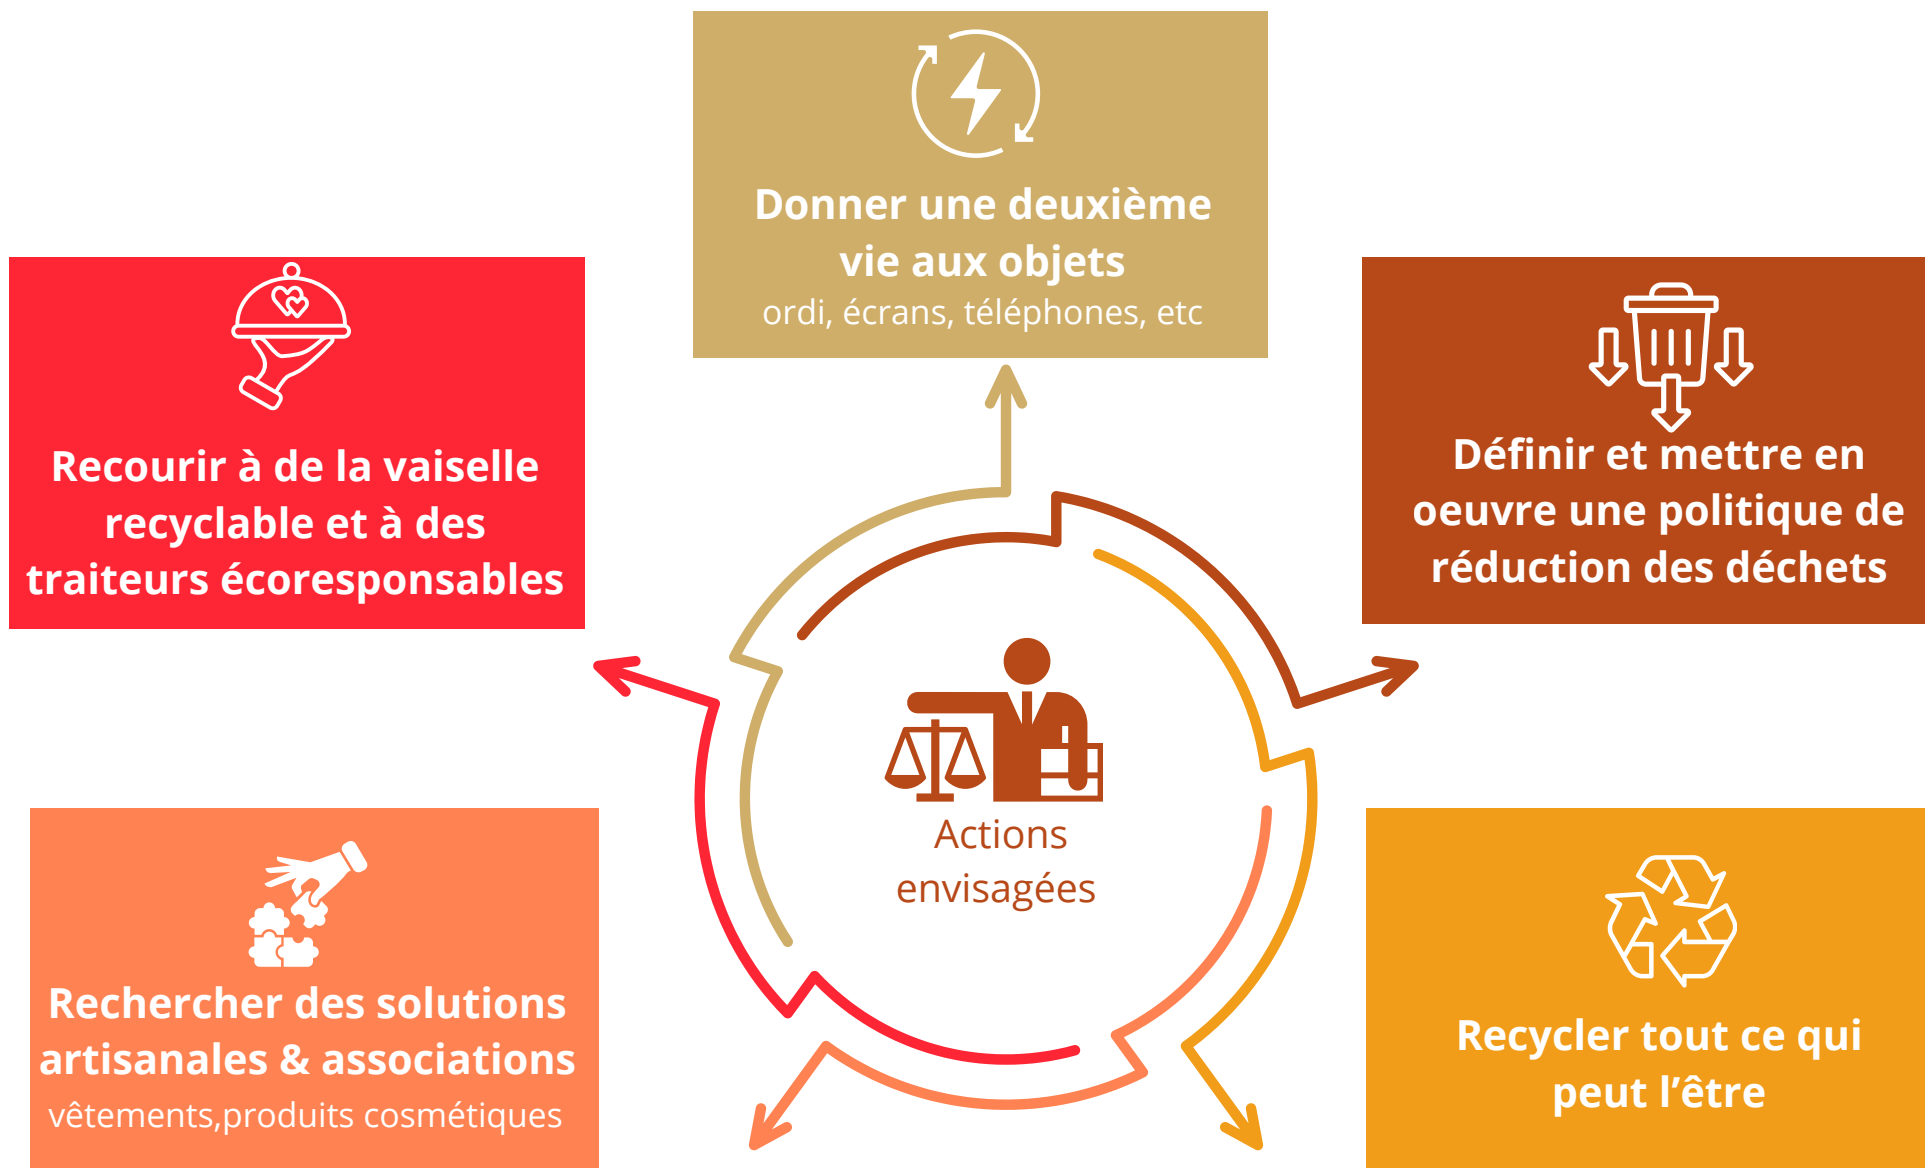 Donner une deuxième
vie aux objets
ordi, écrans, téléphones, etc
Recourir à de la vaiselle
recyclable et à des
traiteurs écoresponsables
Définir et mettre en
oeuvre une politique de
réduction des déchets
Actions
envisagées
Rechercher des solutions
artisanales & associations
vêtements,produits cosmétiques
Recycler tout ce qui
peut l’être